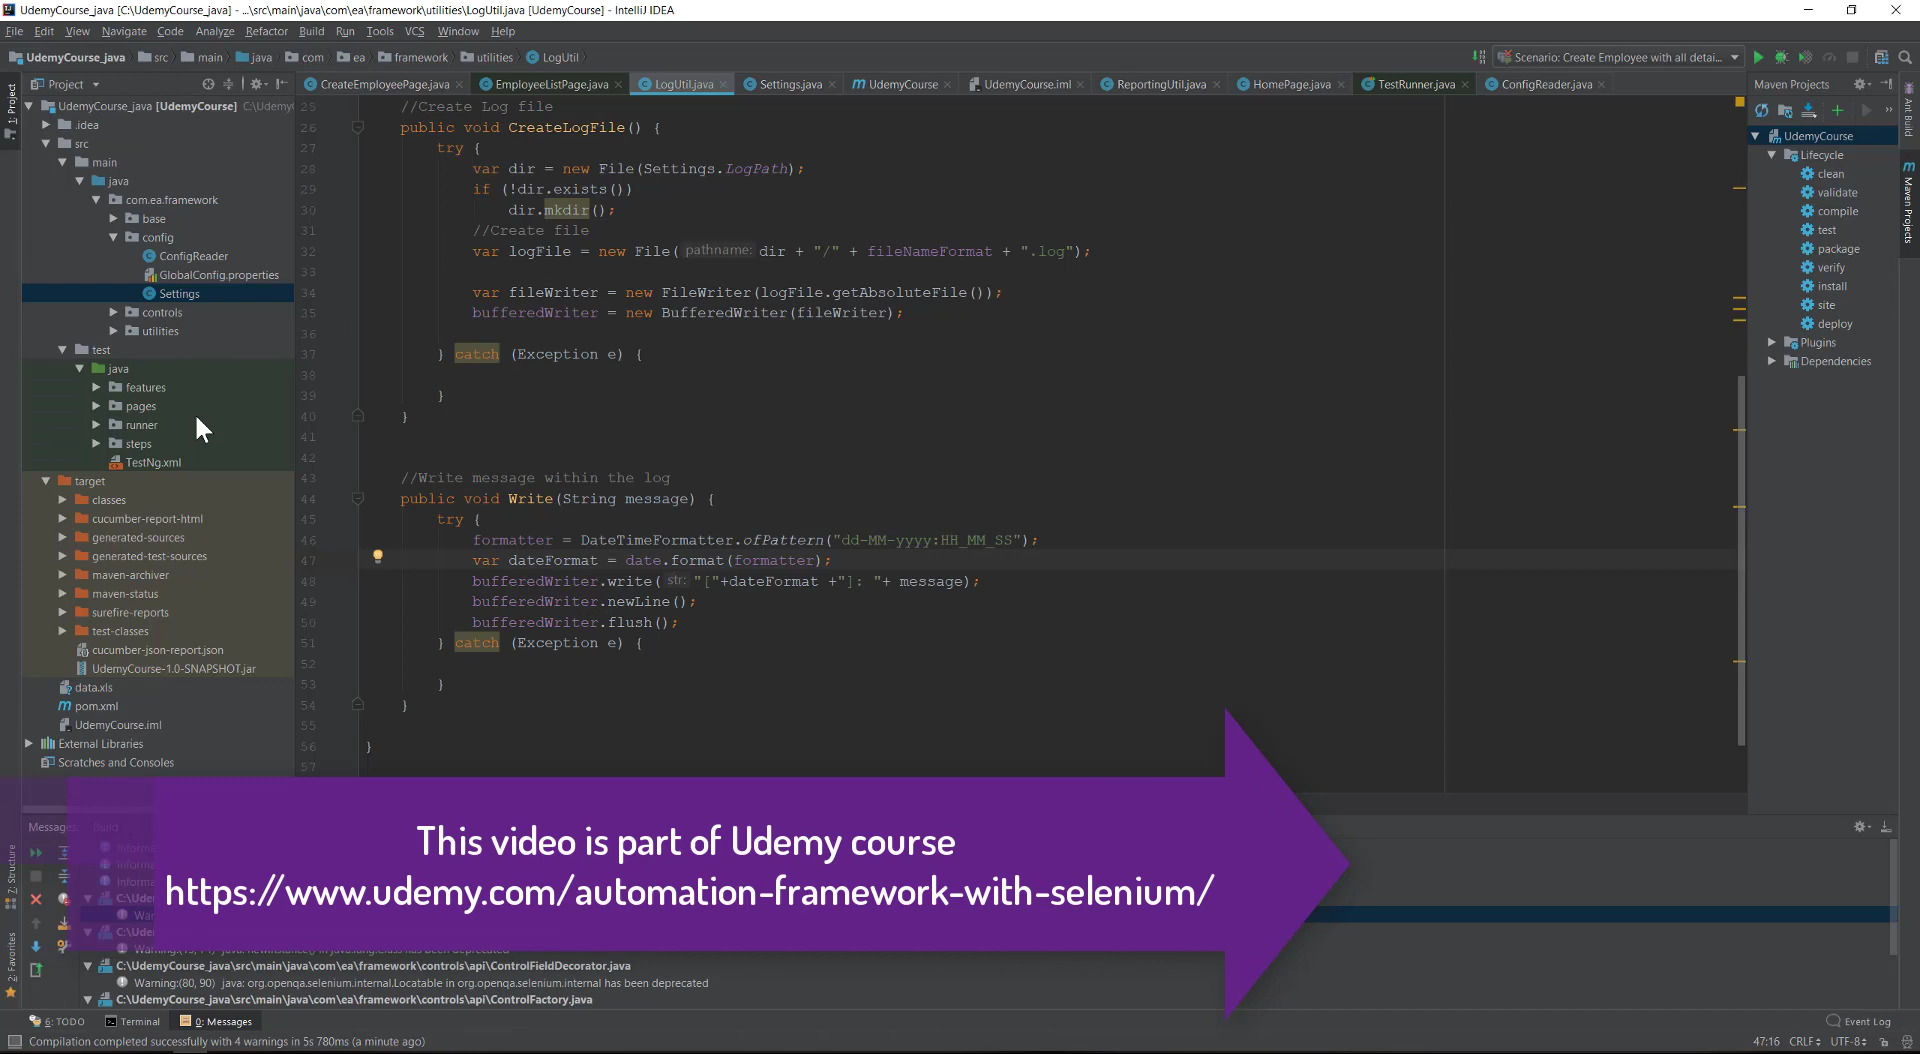 UdemyCourse_java [C:\UdemyCourse_java] - ...\src\main\java\com\ea\framework\utilities\LogUtil.java [UdemyCourse] - IntelliJ IDEA
File Edit View Navigate Code Analyze Refactor Build Run Tools VCS Window Help
UdemyCourse_java src main java com ea framework utilities LogUtil
Scenario: Create Employee with all detai...
Project
CreateEmployeePage.java EmployeeListPage.java LogUtil.java Settings.java UdemyCourse UdemyCourse.iml ReportingUtil.java HomePage.java TestRunner.java ConfigReader.java
Maven Projects
1: Project
UdemyCourse_java [UdemyCourse] C:\Udemy
.idea
src
main
java
com.ea.framework
base
config
ConfigReader
GlobalConfig.properties
Settings
controls
utilities
test
java
features
pages
runner
steps
TestNg.xml
target
classes
cucumber-report-html
generated-sources
generated-test-sources
maven-archiver
maven-status
surefire-reports
test-classes
cucumber-json-report.json
UdemyCourse-1.0-SNAPSHOT.jar
data.xls
pom.xml
UdemyCourse.iml
External Libraries
Scratches and Consoles
25 //Create Log file
26 public void CreateLogFile() {
27 try {
28 var dir = new File(Settings.LogPath);
29 if (!dir.exists())
30 dir.mkdir();
31 //Create file
32 var logFile = new File( pathname: dir + "/" + fileNameFormat + ".log");
33
34 var fileWriter = new FileWriter(logFile.getAbsoluteFile());
35 bufferedWriter = new BufferedWriter(fileWriter);
36
37 } catch (Exception e) {
38
39 }
40 }
41
42
43 //Write message within the log
44 public void Write(String message) {
45 try {
46 formatter = DateTimeFormatter.ofPattern("dd-MM-yyyy:HH_MM_SS");
47 var dateFormat = date.format(formatter);
48 bufferedWriter.write( str: "["+dateFormat +"]: "+ message);
49 bufferedWriter.newLine();
50 bufferedWriter.flush();
51 } catch (Exception e) {
52
53 }
54 }
55
56 }
57
UdemyCourse
Lifecycle
clean
validate
compile
test
package
verify
install
site
deploy
Plugins
Dependencies
Ant Build
Maven Projects
This video is part of Udemy course
https://www.udemy.com/automation-framework-with-selenium/
Messages: Build
Z: Structure
2: Favorites
C:\UdemyCourse_java\src\main\java\com\ea\framework\controls\api\ControlFieldDecorator.java
Warning:(80, 90) java: org.openqa.selenium.internal.Locatable in org.openqa.selenium.internal has been deprecated
C:\UdemyCourse_java\src\main\java\com\ea\framework\controls\api\ControlFactory.java
6: TODO Terminal 0: Messages
Event Log
Compilation completed successfully with 4 warnings in 5s 780ms (a minute ago)
47:16 CRLF UTF-8